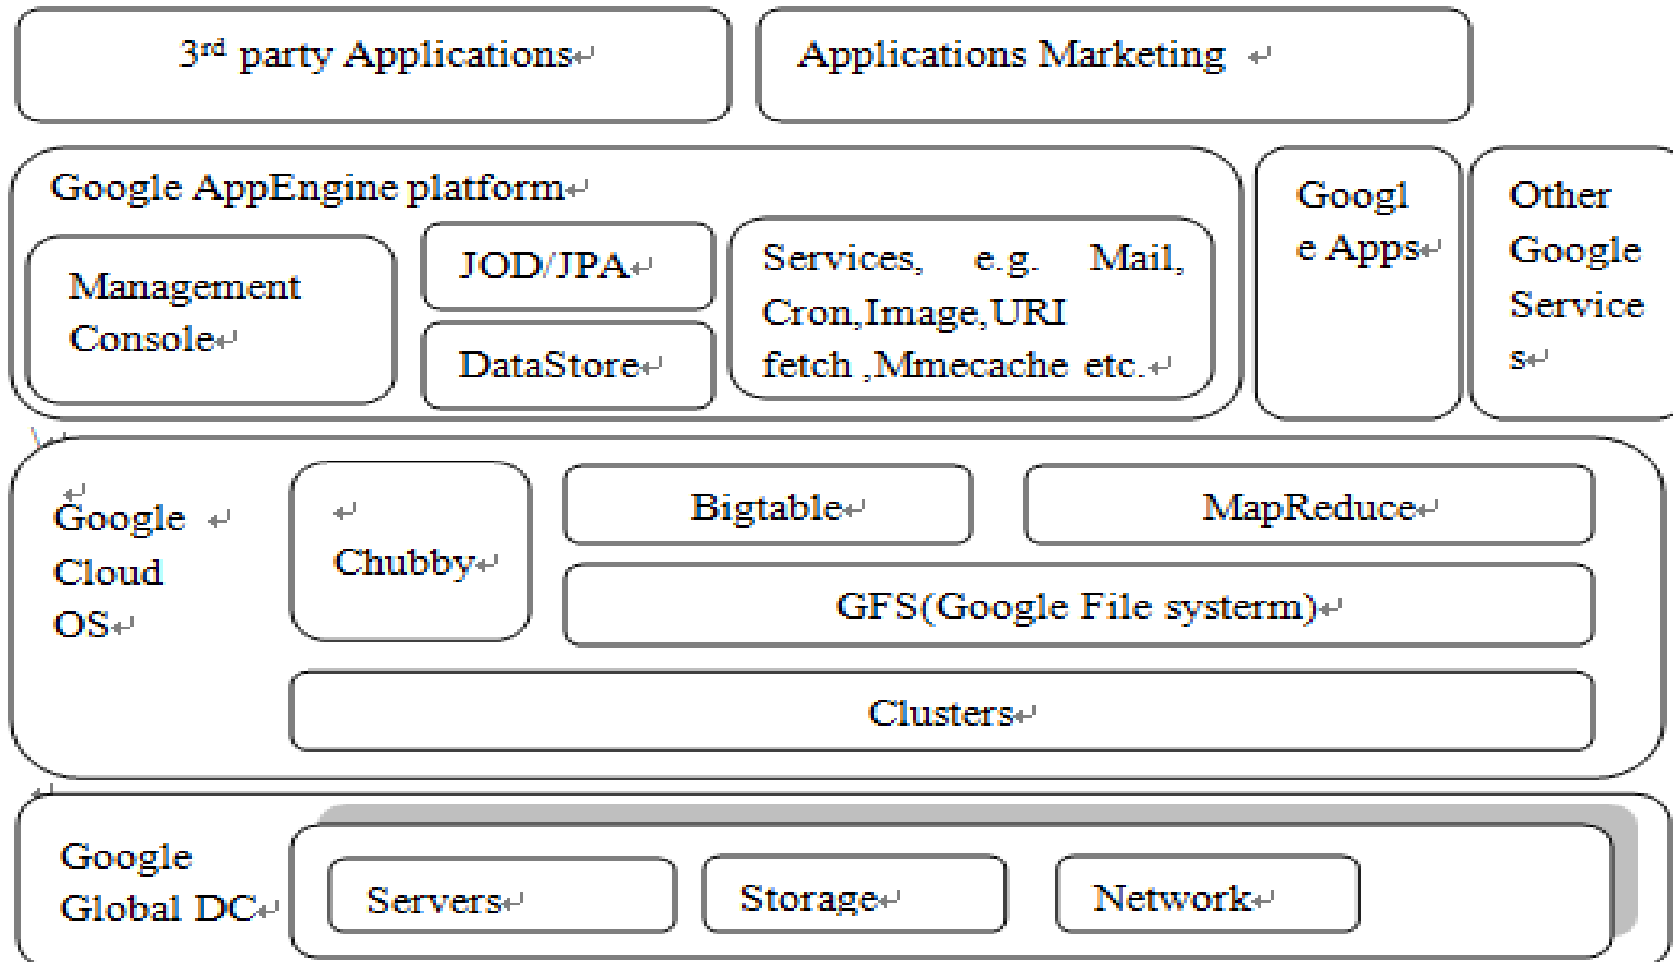 3rd party Applications
Applications Marketing
Google AppEngine platform
Management
Console
JOD/JPA
DataStore
Services, e.g. Mail,
Cron,Image,URI
fetch ,Mmecache etc.
Googl
e Apps
Other
Google
Service
s
Google
Cloud
OS
Chubby
Bigtable
MapReduce
GFS(Google File systerm)
Clusters
Google
Global DC
Servers
Storage
Network